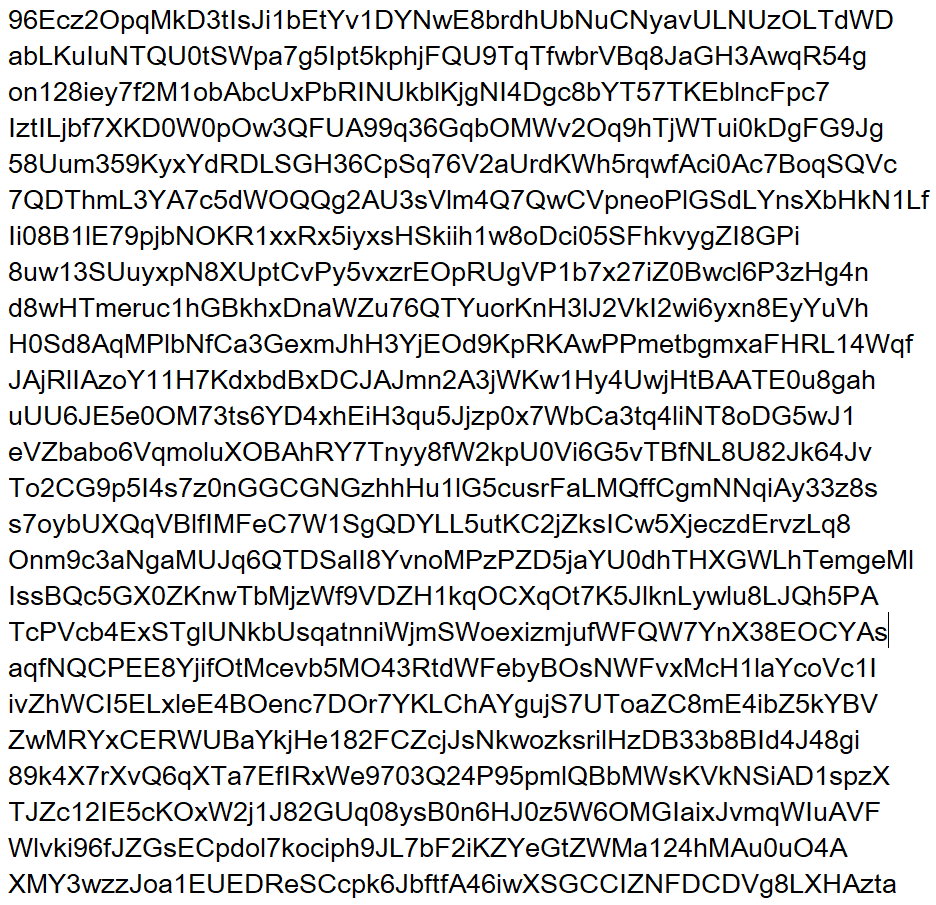 96Ecz2OpqMkD3tIsJi1bEtYv1DYNwE8brdhUbNuCNyavULNUzOLTdWD
abLKuIuNTQU0tSWpa7g5Ipt5kphjFQU9TqTfwbrVBq8JaGH3AwqR54g
on128iey7f2M1obAbcUxPbRINUkblKjgNI4Dgc8bYT57TKEblncFpc7
IztILjbf7XKD0W0pOw3QFUA99q36GqbOMWv2Oq9hTjWTui0kDgFG9Jg
58Uum359KyxYdRDLSGH36CpSq76V2aUrdKWh5rqwfAci0Ac7BoqSQVc
7QDThmL3YA7c5dWOQQg2AU3sVlm4Q7QwCVpneoPlGSdLYnsXbHkN1Lf
Ii08B1lE79pjbNOKR1xxRx5iyxsHSkiih1w8oDci05SFhkvygZI8GPi
8uw13SUuyxpN8XUptCvPy5vxzrEOpRUgVP1b7x27iZ0Bwcl6P3zHg4n
d8wHTmeruc1hGBkhxDnaWZu76QTYuorKnH3lJ2VkI2wi6yxn8EyYuVh
H0Sd8AqMPlbNfCa3GexmJhH3YjEOd9KpRKAwPPmetbgmxaFHRL14Wqf
JAjRlIAzoY11H7KdxbdBxDCJAJmn2A3jWKw1Hy4UwjHtBAATE0u8gah
uUU6JE5e0OM73ts6YD4xhEiH3qu5Jjzp0x7WbCa3tq4liNT8oDG5wJ1
eVZbabo6VqmoluXOBAhRY7Tnyy8fW2kpU0Vi6G5vTBfNL8U82Jk64Jv
To2CG9p5I4s7z0nGGCGNGzhhHu1lG5cusrFaLMQffCgmNNqiAy33z8s
s7oybUXQqVBlfIMFeC7W1SgQDYLL5utKC2jZksICw5XjeczdErvzLq8
Onm9c3aNgaMUJq6QTDSalI8YvnoMPzPZD5jaYU0dhTHXGWLhTemgeMl
IssBQc5GX0ZKnwTbMjzWf9VDZH1kqOCXqOt7K5JlknLywlu8LJQh5PA
TcPVcb4ExSTglUNkbUsqatnniWjmSWoexizmjufWFQW7YnX38EOCYAs
aqfNQCPEE8YjifOtMcevb5MO43RtdWFebyBOsNWFvxMcH1laYcoVc1I
ivZhWCI5ELxleE4BOenc7DOr7YKLChAYgujS7UToaZC8mE4ibZ5kYBV
ZwMRYxCERWUBaYkjHe182FCZcjJsNkwozksrilHzDB33b8BId4J48gi
89k4X7rXvQ6qXTa7EfIRxWe9703Q24P95pmlQBbMWsKVkNSiAD1spzX
TJZc12IE5cKOxW2j1J82GUq08ysB0n6HJ0z5W6OMGIaixJvmqWIuAVF
Wlvki96fJZGsECpdol7kociph9JL7bF2iKZYeGtZWMa124hMAu0uO4A
XMY3wzzJoa1EUEDReSCcpk6JbftfA46iwXSGCCIZNFDCDVg8LXHAzta